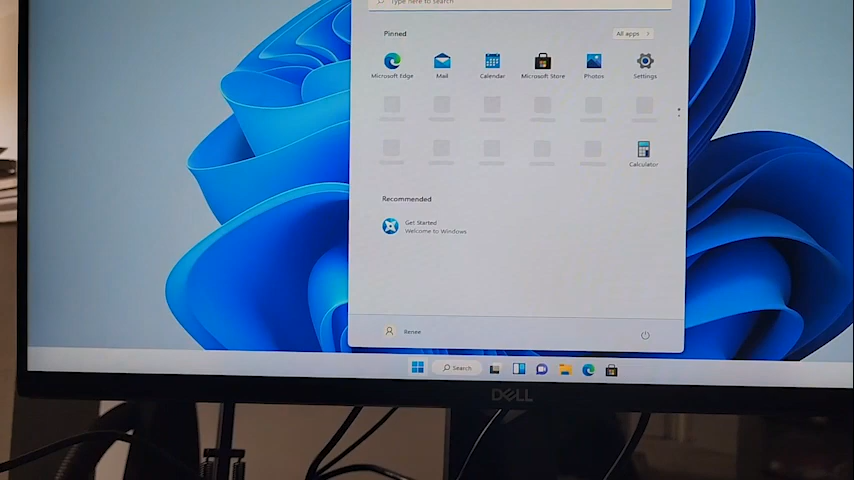 Type here to search
Pinned
All apps >
Microsoft Edge
Mail
Calendar
Microsoft Store
Photos
Settings
Calculator
Recommended
Get Started
Welcome to Windows
Renee
Search
DELL